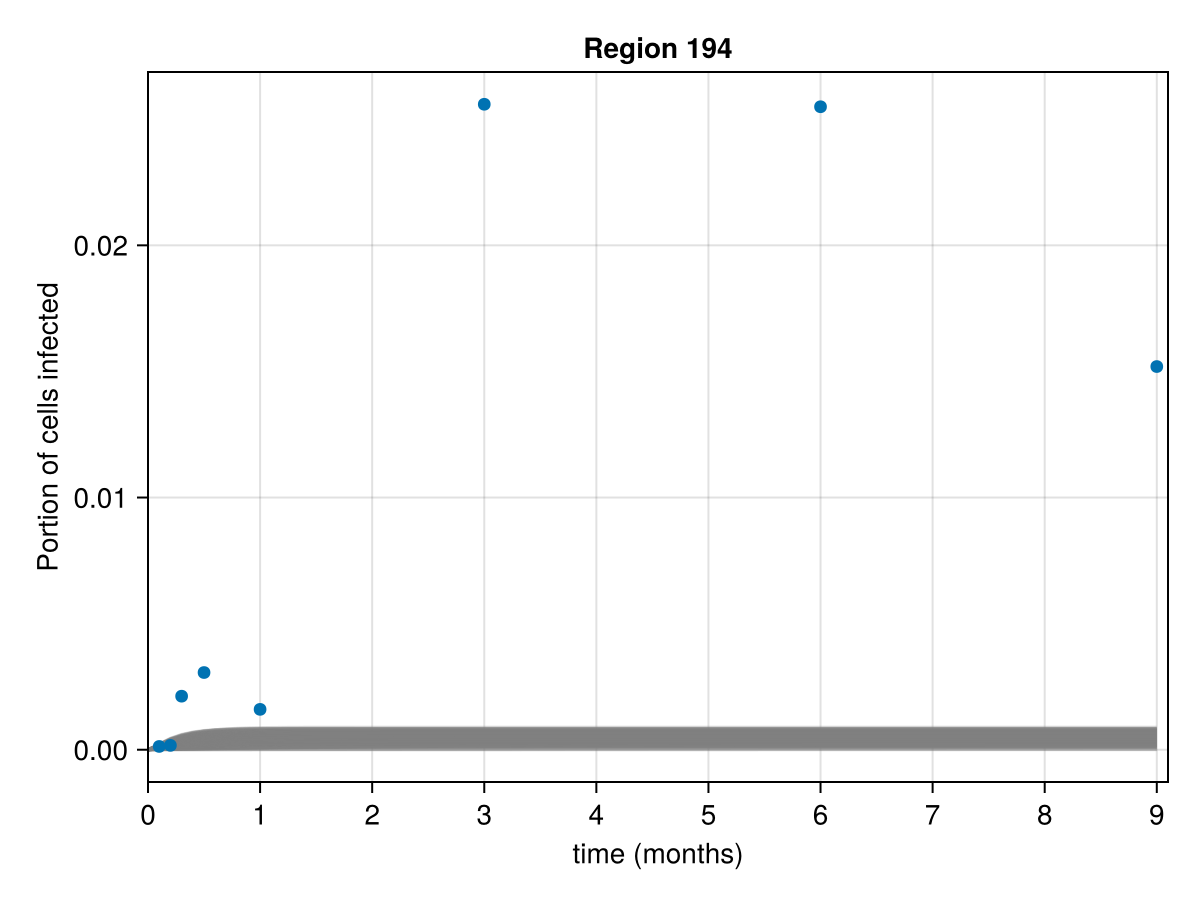 Region 194
Portion of cells infected
0.02
0.01
0.00
0 1 2 3 4 5 6 7 8 9
time (months)